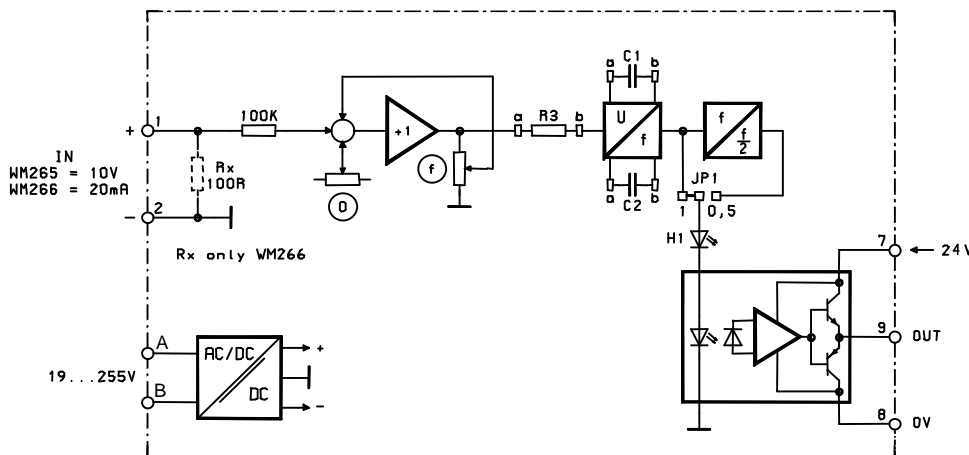 C1
a
b
+
1
100K
+1
a
R3
b
U
f
f
f
2
IN
WM265 = 10V
WM266 = 20mA
Rx
100R
f
JP1
O
a
b
C2
1
0,5
-
2
H1
Rx only WM266
7
24V
A
AC/DC
+
9
OUT
19...255V
B
DC
-
8
0V